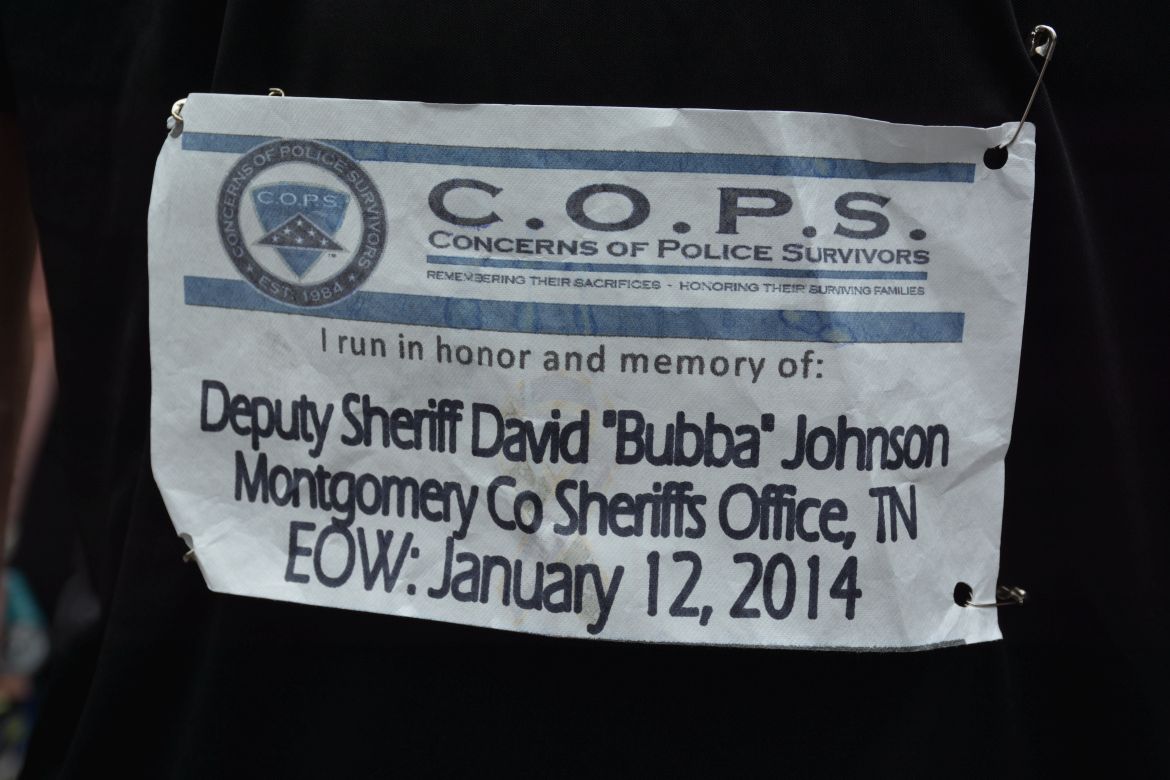 CONCERNS OF POLICE SURVIVORS
C.O.P.S.
TM
★ EST. 1984 ★
C.O.P.S.
CONCERNS OF POLICE SURVIVORS
REMEMBERING THEIR SACRIFICES - HONORING THEIR SURVIVING FAMILIES
I run in honor and memory of:
Deputy Sheriff David "Bubba" Johnson
Montgomery Co Sheriffs Office, TN
EOW: January 12, 2014